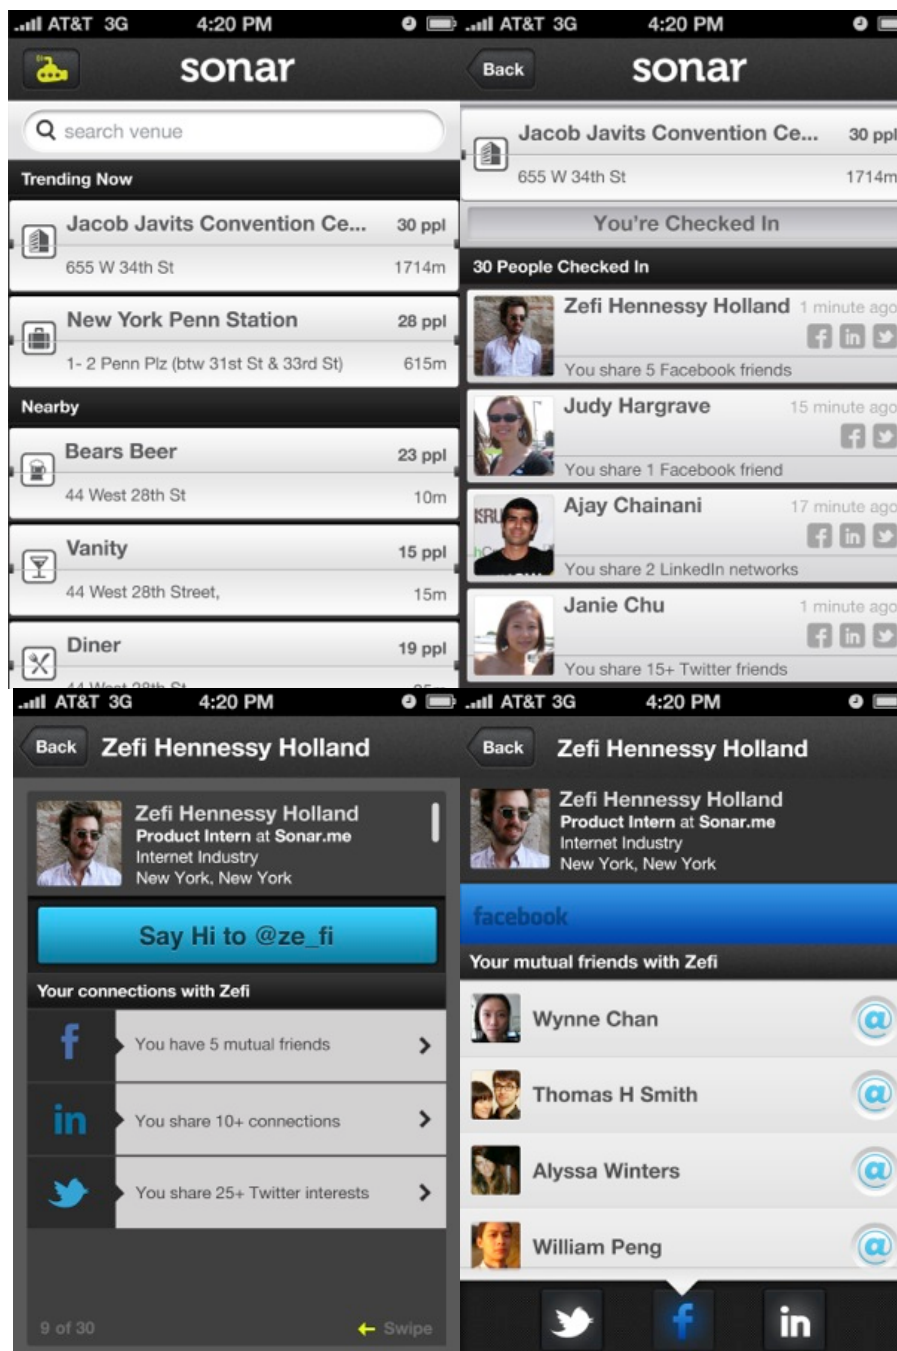 AT&T 3G 4:20 PM
sonar
search venue
Trending Now
Jacob Javits Convention Ce... 30 ppl
655 W 34th St 1714m
New York Penn Station 28 ppl
1- 2 Penn Plz (btw 31st St & 33rd St) 615m
Nearby
Bears Beer 23 ppl
44 West 28th St 10m
Vanity 15 ppl
44 West 28th Street, 15m
Diner 19 ppl
44 West 28th St
AT&T 3G 4:20 PM
Back sonar
Jacob Javits Convention Ce... 30 ppl
655 W 34th St 1714m
You're Checked In
30 People Checked In
Zefi Hennessy Holland 1 minute ago
f in
You share 5 Facebook friends
Judy Hargrave 15 minute ago
f
You share 1 Facebook friend
Ajay Chainani 17 minute ago
f in
You share 2 LinkedIn networks
Janie Chu 1 minute ago
f in
You share 15+ Twitter friends
AT&T 3G 4:20 PM
Back Zefi Hennessy Holland
Zefi Hennessy Holland
Product Intern at Sonar.me
Internet Industry
New York, New York
Say Hi to @ze_fi
Your connections with Zefi
f You have 5 mutual friends
in You share 10+ connections
You share 25+ Twitter interests
9 of 30 Swipe
AT&T 3G 4:20 PM
Back Zefi Hennessy Holland
Zefi Hennessy Holland
Product Intern at Sonar.me
Internet Industry
New York, New York
facebook
Your mutual friends with Zefi
Wynne Chan @
Thomas H Smith @
Alyssa Winters @
William Peng @
f in